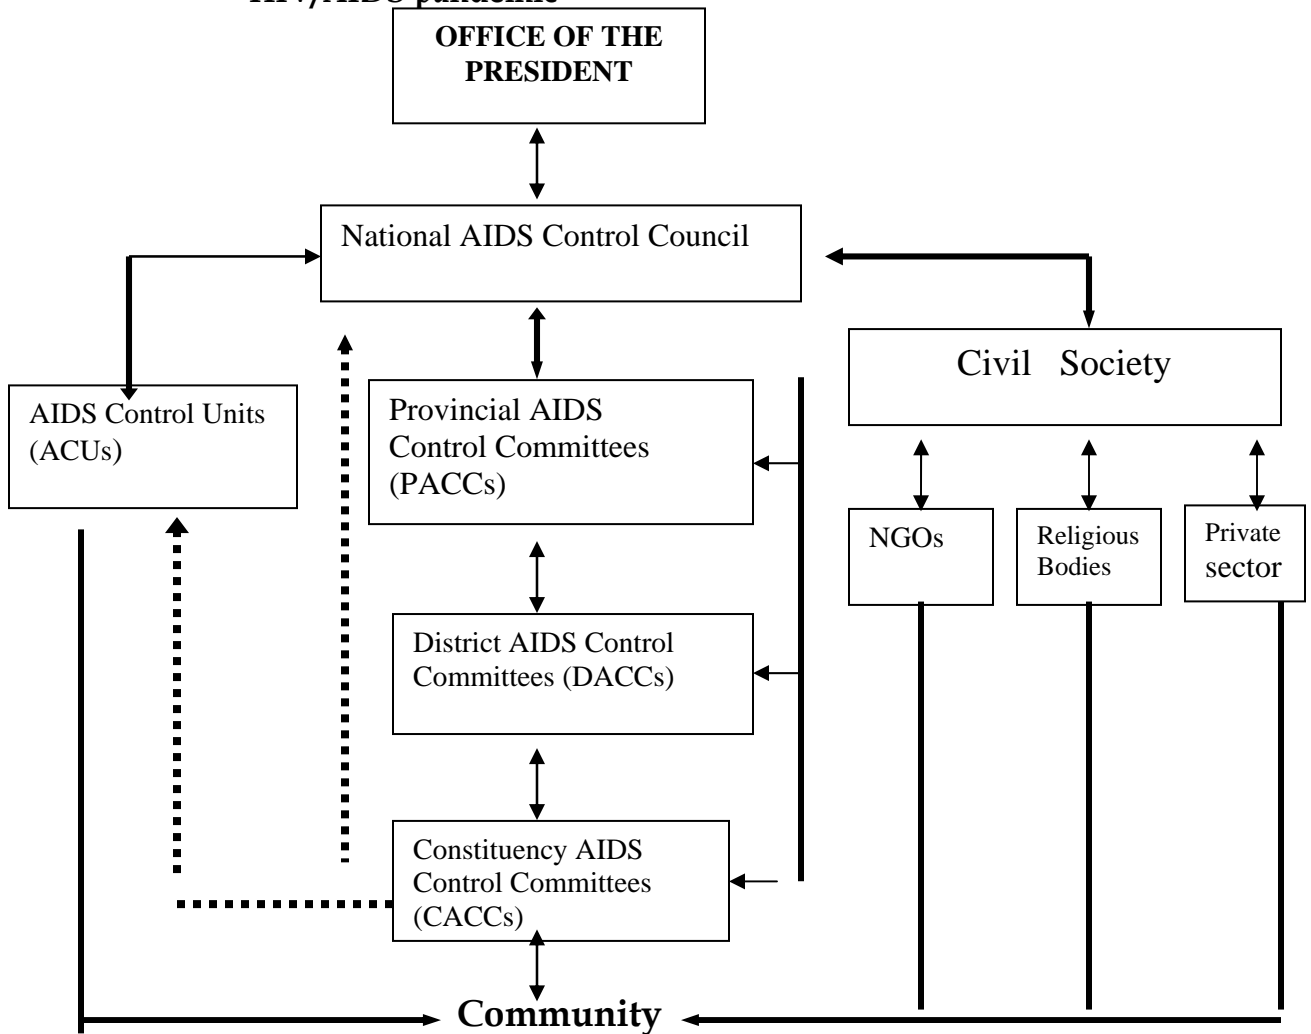 OFFICE OF THE
PRESIDENT
National AIDS Control Council
Civil Society
AIDS Control Units
(ACUs)
Provincial AIDS
Control Committees
(PACCs)
NGOs
Religious
Bodies
Private
sector
District AIDS Control
Committees (DACCs)
Constituency AIDS
Control Committees
(CACCs)
Community